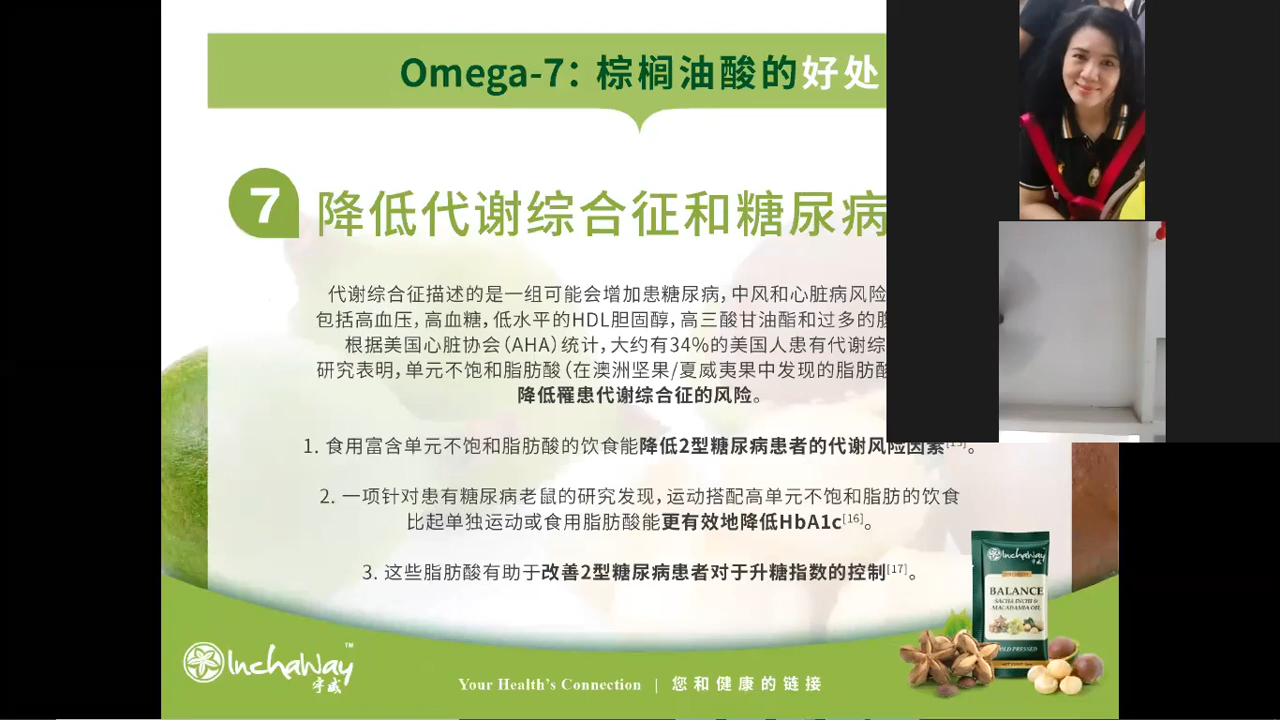 Omega-7：棕榈油酸的好处
7
降低代谢综合征和糖尿病
代谢综合征描述的是一组可能会增加患糖尿病，中风和心脏病风险
包括高血压，高血糖，低水平的HDL胆固醇，高三酸甘油酯和过多的腹
根据美国心脏协会（AHA）统计，大约有34%的美国人患有代谢综
研究表明，单元不饱和脂肪酸（在澳洲坚果/夏威夷果中发现的脂肪酸
降低罹患代谢综合征的风险。
1. 食用富含单元不饱和脂肪酸的饮食能降低2型糖尿病患者的代谢风险因素[15]。
2. 一项针对患有糖尿病老鼠的研究发现，运动搭配高单元不饱和脂肪的饮食
比起单独运动或食用脂肪酸能更有效地降低HbA1c[16]。
3. 这些脂肪酸有助于改善2型糖尿病患者对于升糖指数的控制[17]。
InchaWay
宇威
BALANCE
SACHA INCHI &
MACADAMIA OIL
COLD PRESSED
InchaWay™
宇威
Your Health's Connection | 您和健康的链接